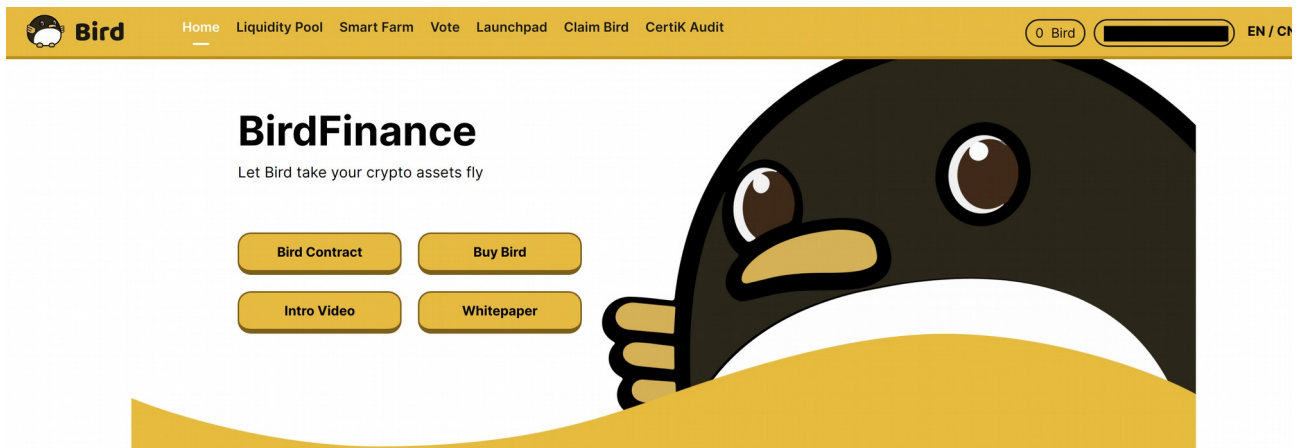 Bird
Home Liquidity Pool Smart Farm Vote Launchpad Claim Bird CertiK Audit
0 Bird
EN / CN
BirdFinance
Let Bird take your crypto assets fly
Bird Contract
Buy Bird
Intro Video
Whitepaper